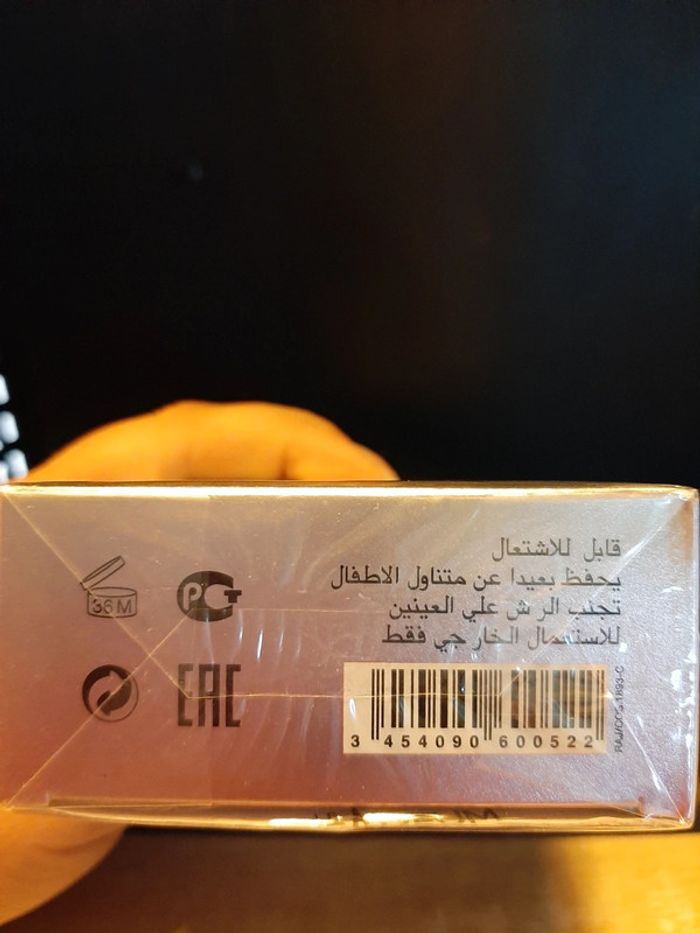 قابل للاشتعال
يحفظ بعيدا عن متناول الاطفال
تجنب الرش علي العينين
للاستعمال الخارجي فقط
36 M
РСТ
EAC
3 454090 600522